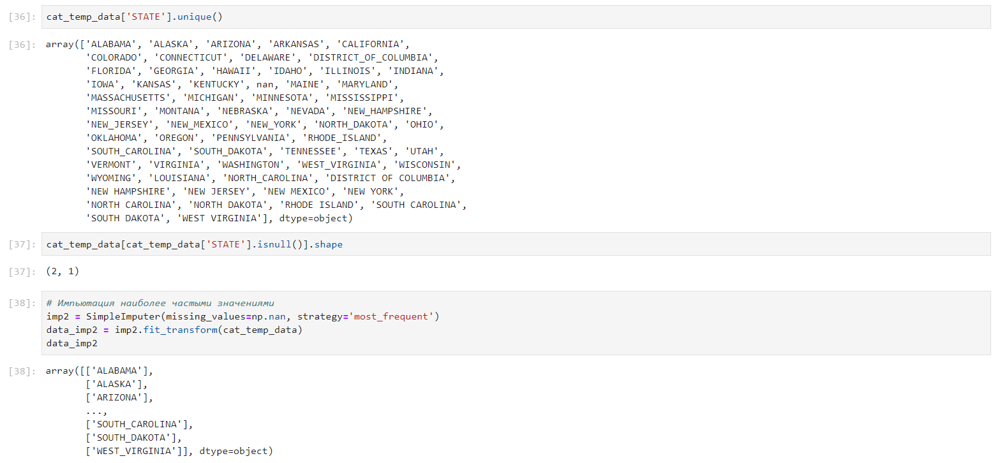 [36]: cat_temp_data['STATE'].unique()
[36]: array(['ALABAMA', 'ALASKA', 'ARIZONA', 'ARKANSAS', 'CALIFORNIA',
'COLORADO', 'CONNECTICUT', 'DELAWARE', 'DISTRICT_OF_COLUMBIA',
'FLORIDA', 'GEORGIA', 'HAWAII', 'IDAHO', 'ILLINOIS', 'INDIANA',
'IOWA', 'KANSAS', 'KENTUCKY', nan, 'MAINE', 'MARYLAND',
'MASSACHUSETTS', 'MICHIGAN', 'MINNESOTA', 'MISSISSIPPI',
'MISSOURI', 'MONTANA', 'NEBRASKA', 'NEVADA', 'NEW_HAMPSHIRE',
'NEW_JERSEY', 'NEW_MEXICO', 'NEW_YORK', 'NORTH_DAKOTA', 'OHIO',
'OKLAHOMA', 'OREGON', 'PENNSYLVANIA', 'RHODE_ISLAND',
'SOUTH_CAROLINA', 'SOUTH_DAKOTA', 'TENNESSEE', 'TEXAS', 'UTAH',
'VERMONT', 'VIRGINIA', 'WASHINGTON', 'WEST_VIRGINIA', 'WISCONSIN',
'WYOMING', 'LOUISIANA', 'NORTH_CAROLINA', 'DISTRICT OF COLUMBIA',
'NEW HAMPSHIRE', 'NEW JERSEY', 'NEW MEXICO', 'NEW YORK',
'NORTH CAROLINA', 'NORTH DAKOTA', 'RHODE ISLAND', 'SOUTH CAROLINA',
'SOUTH DAKOTA', 'WEST VIRGINIA'], dtype=object)
[37]: cat_temp_data[cat_temp_data['STATE'].isnull()].shape
[37]: (2, 1)
[38]: # Импьютация наиболее частыми значениями
imp2 = SimpleImputer(missing_values=np.nan, strategy='most_frequent')
data_imp2 = imp2.fit_transform(cat_temp_data)
data_imp2
[38]: array([['ALABAMA'],
['ALASKA'],
['ARIZONA'],
...,
['SOUTH_CAROLINA'],
['SOUTH_DAKOTA'],
['WEST_VIRGINIA']], dtype=object)